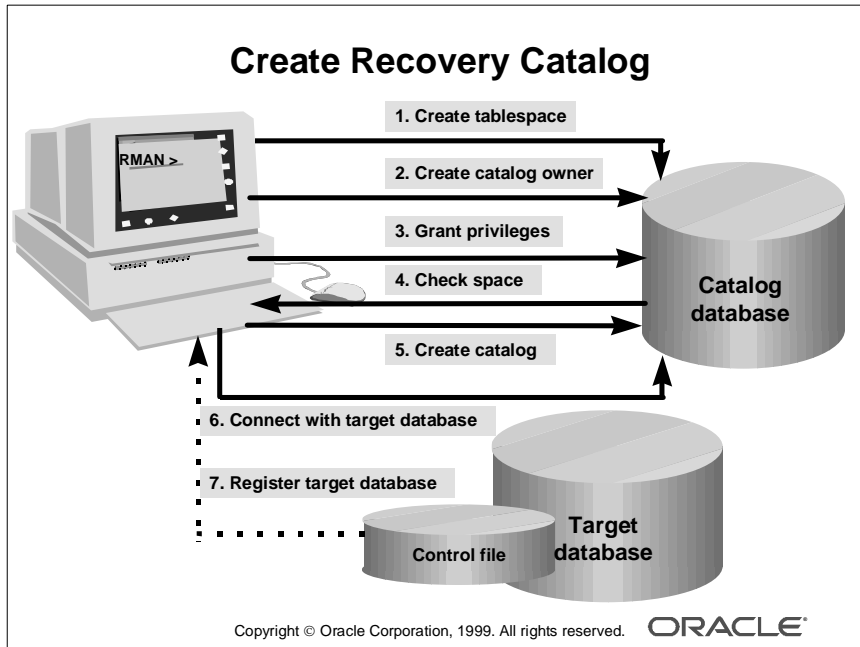 Create Recovery Catalog
1. Create tablespace
RMAN >
2. Create catalog owner
3. Grant privileges
4. Check space
Catalog
database
5. Create catalog
6. Connect with target database
7. Register target database
Target
database
Control file
Copyright © Oracle Corporation, 1999. All rights reserved.
ORACLE®